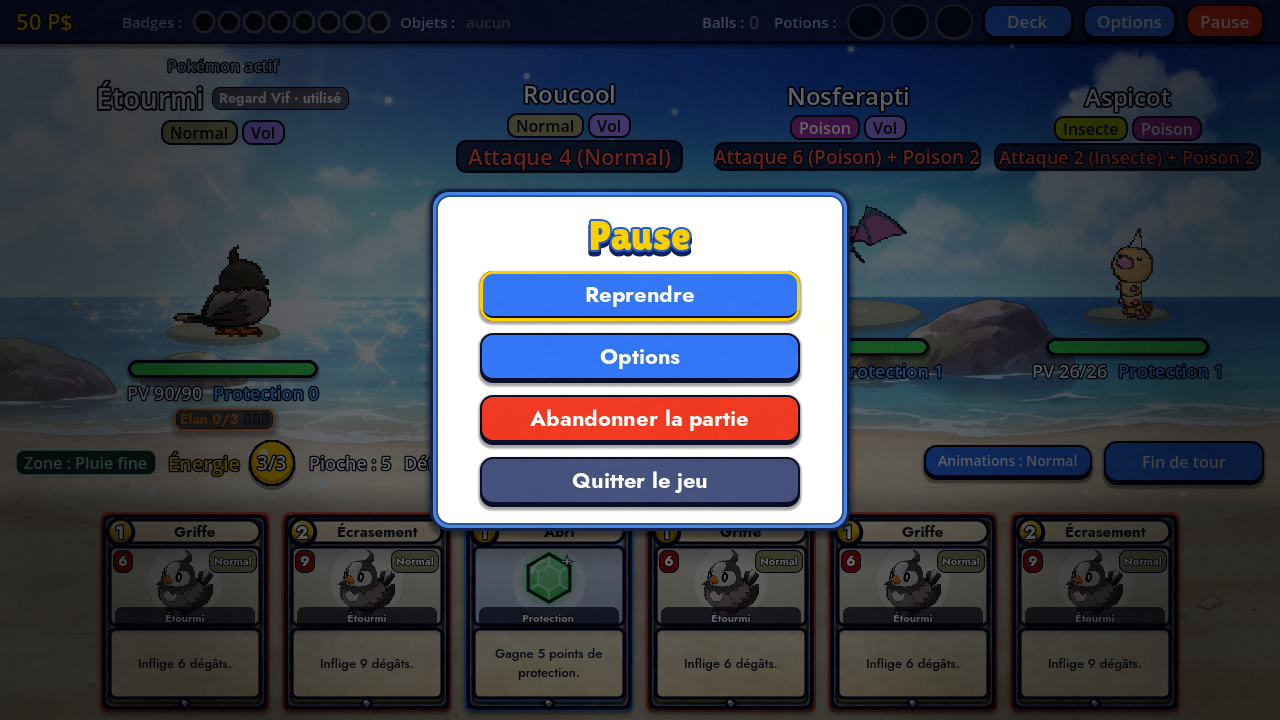 50 P$
Badges :
Objets : aucun
Balls : 0
Potions :
Deck
Options
Pause
Pokémon actif
Étourmi
Regard Vif · utilisé
Normal
Vol
Roucool
Normal
Vol
Attaque 4 (Normal)
Nosferapti
Poison
Vol
Attaque 6 (Poison) + Poison 2
Aspicot
Insecte
Poison
Attaque 2 (Insecte) + Poison 2
Pause
Reprendre
Options
Abandonner la partie
Quitter le jeu
PV 90/90 Protection 0
Élan 0/3
Protection 1
PV 26/26 Protection 1
Zone : Pluie fine
Énergie
3/3
Pioche : 5
Animations : Normal
Fin de tour
1 Griffe
6
Normal
Étourmi
Inflige 6 dégâts.
2 Écrasement
9
Normal
Étourmi
Inflige 9 dégâts.
1 Abri
Protection
Gagne 5 points de
protection.
1 Griffe
6
Normal
Étourmi
Inflige 6 dégâts.
1 Griffe
6
Normal
Étourmi
Inflige 6 dégâts.
2 Écrasement
9
Normal
Étourmi
Inflige 9 dégâts.